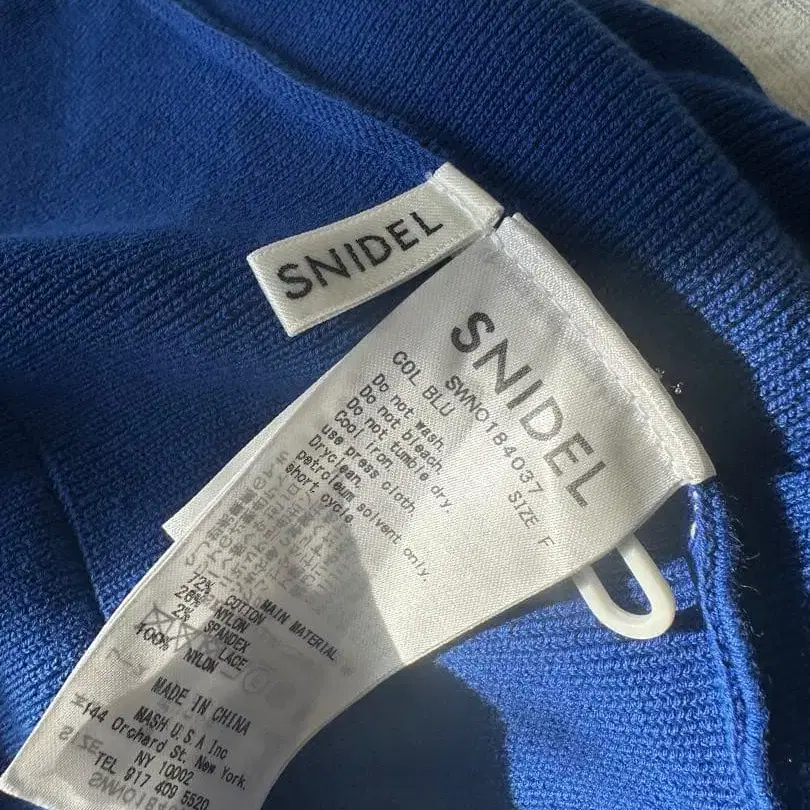 SNIDEL
SNIDEL
SWNO184037
COL BLU SIZE F
Do not wash.
Do not bleach.
Do not tumble dry.
Cool iron.
use press cloth.
Dryclean.
petroleum solvent only.
short cycle.
MAIN MATERIAL
72% COTTON
26% NYLON
2% SPANDEX
LACE
100% NYLON
MADE IN CHINA
MASH U.S.A Inc
144 Orchard St. New York.
NY 10002
TEL 917 409 5520